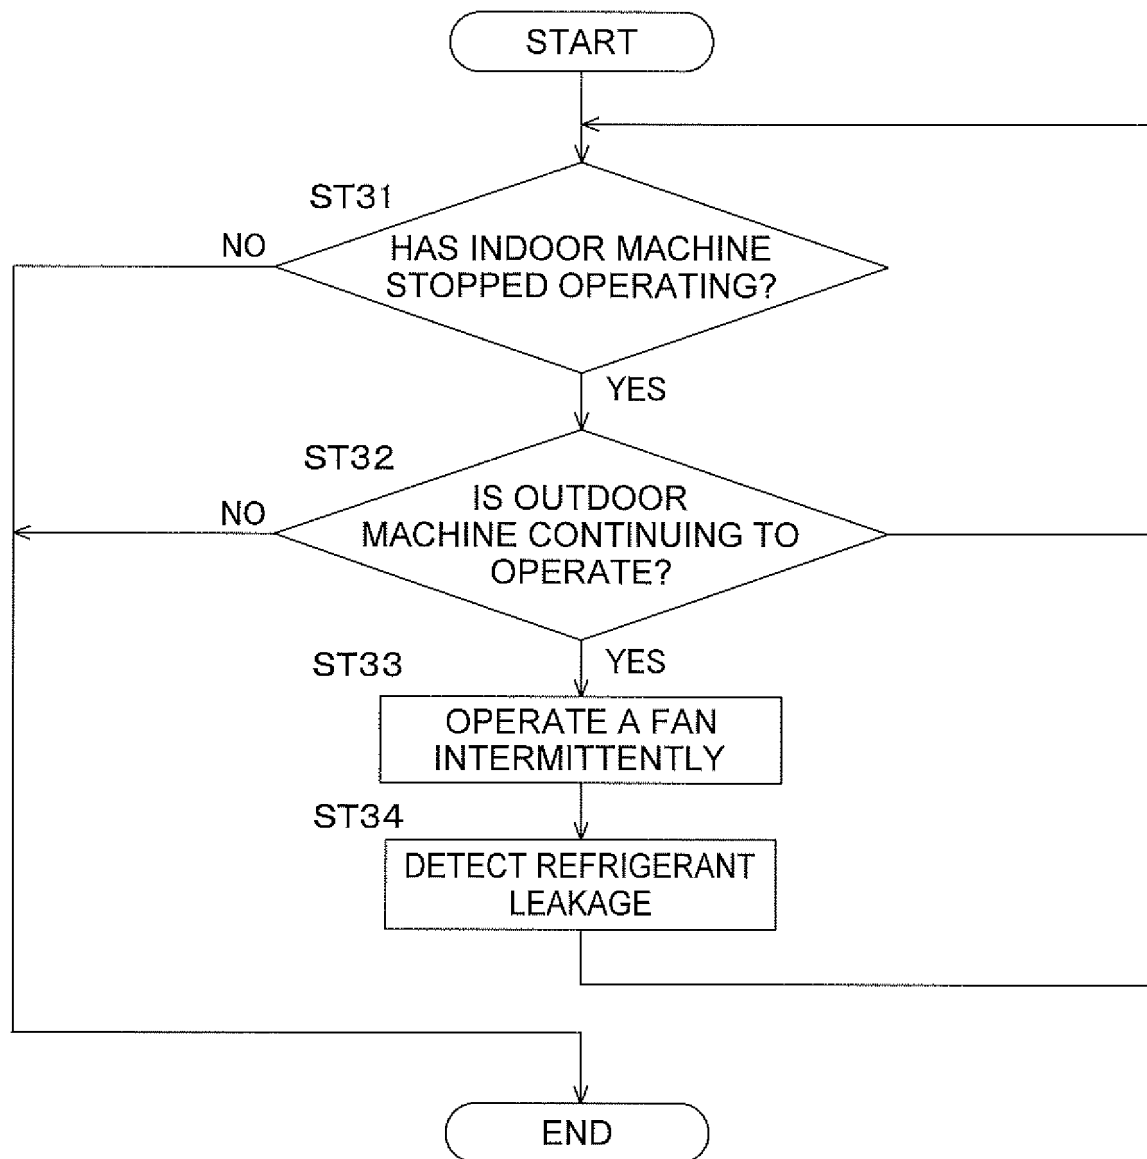 START
ST31
NO
HAS INDOOR MACHINE
STOPPED OPERATING?
YES
ST32
NO
IS OUTDOOR
MACHINE CONTINUING TO
OPERATE?
YES
ST33
OPERATE A FAN
INTERMITTENTLY
ST34
DETECT REFRIGERANT
LEAKAGE
END